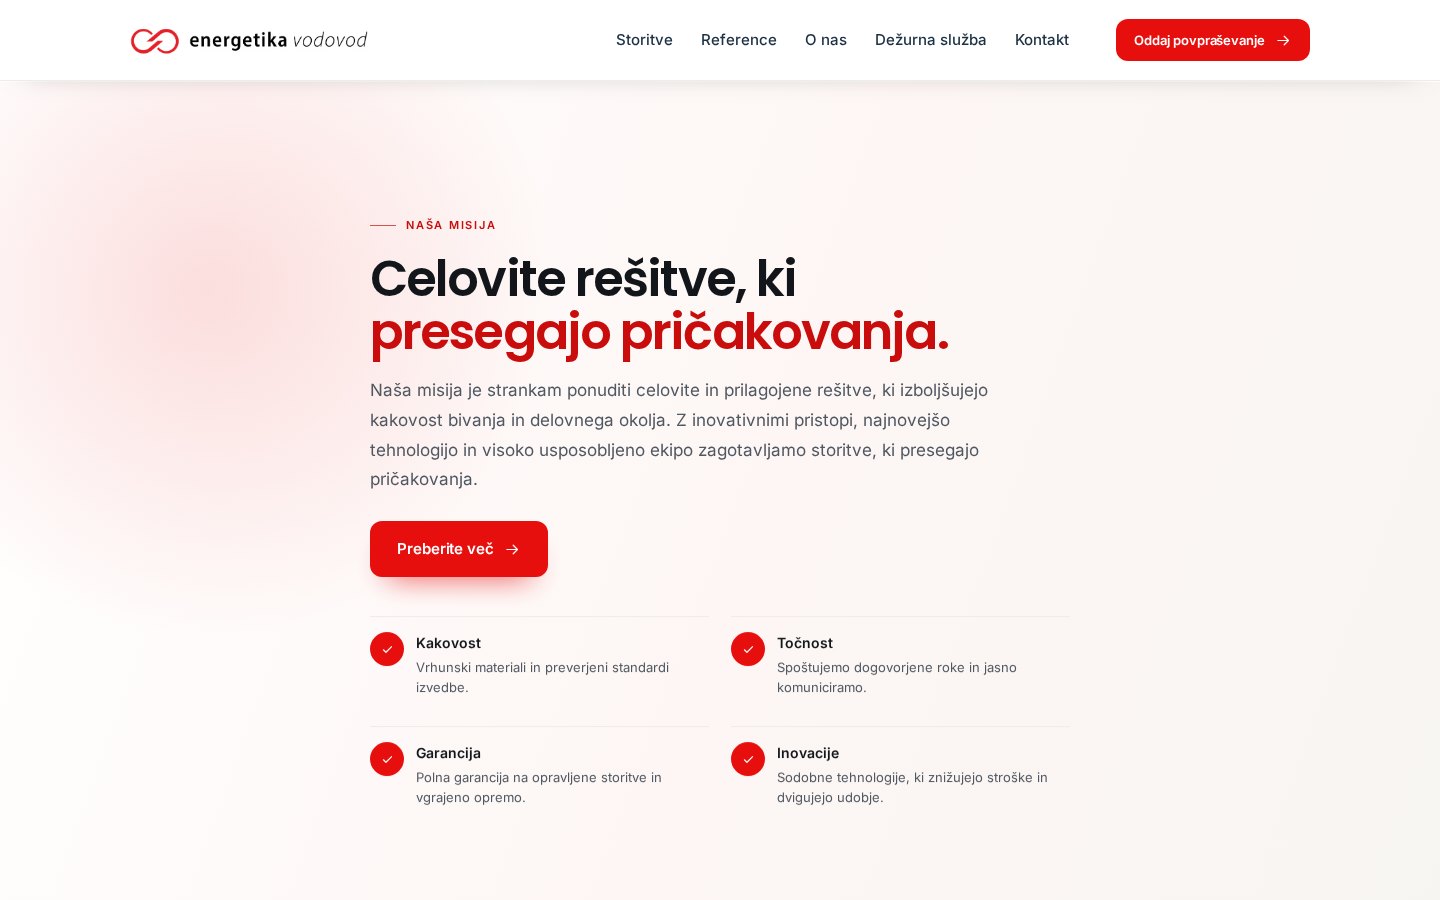 energetika vodovod
Storitve
Reference
O nas
Dežurna služba
Kontakt
Oddaj povpraševanje
NAŠA MISIJA
Celovite rešitve, ki
presegajo pričakovanja.
Naša misija je strankam ponuditi celovite in prilagojene rešitve, ki izboljšujejo
kakovost bivanja in delovnega okolja. Z inovativnimi pristopi, najnovejšo
tehnologijo in visoko usposobljeno ekipo zagotavljamo storitve, ki presegajo
pričakovanja.
Preberite več
Kakovost
Vrhunski materiali in preverjeni standardi
izvedbe.
Točnost
Spoštujemo dogovorjene roke in jasno
komuniciramo.
Garancija
Polna garancija na opravljene storitve in
vgrajeno opremo.
Inovacije
Sodobne tehnologije, ki znižujejo stroške in
dvigujejo udobje.